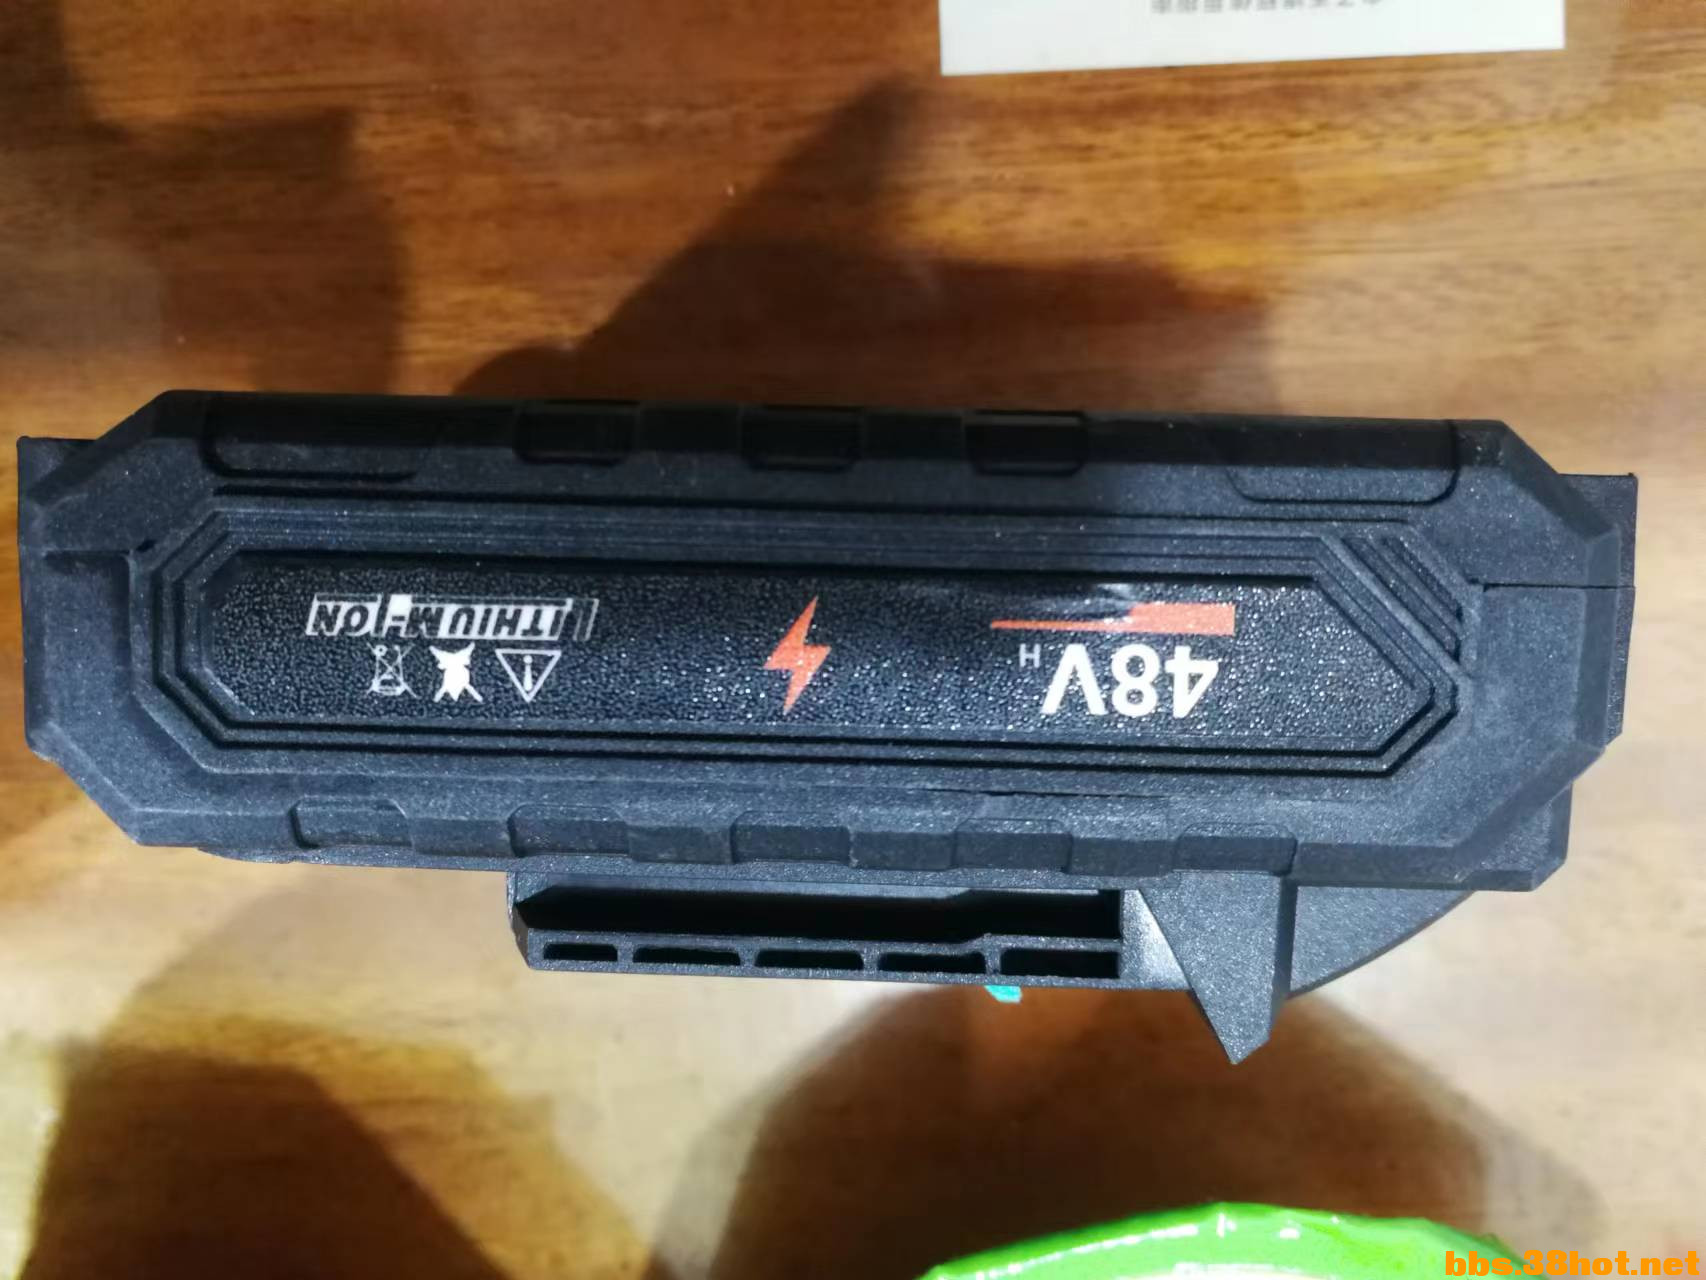 48V
H
LITHIUM-ION
bbs.38hot.net